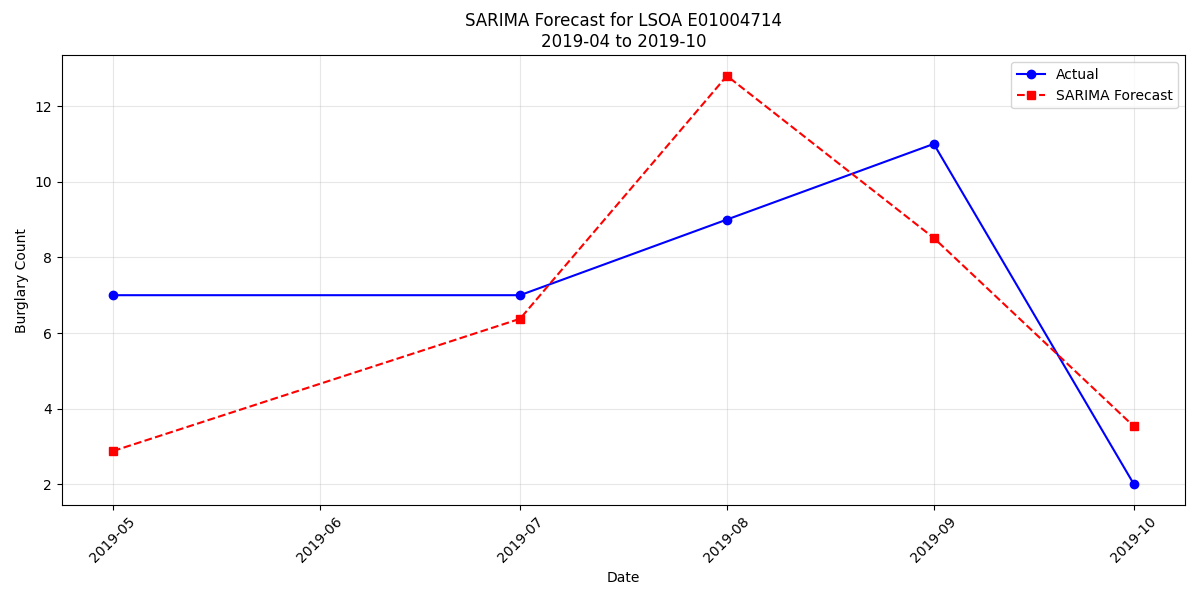 SARIMA Forecast for LSOA E01004714
2019-04 to 2019-10
Actual
SARIMA Forecast
Burglary Count
12
10
8
6
4
2
2019-05
2019-06
2019-07
2019-08
2019-09
2019-10
Date